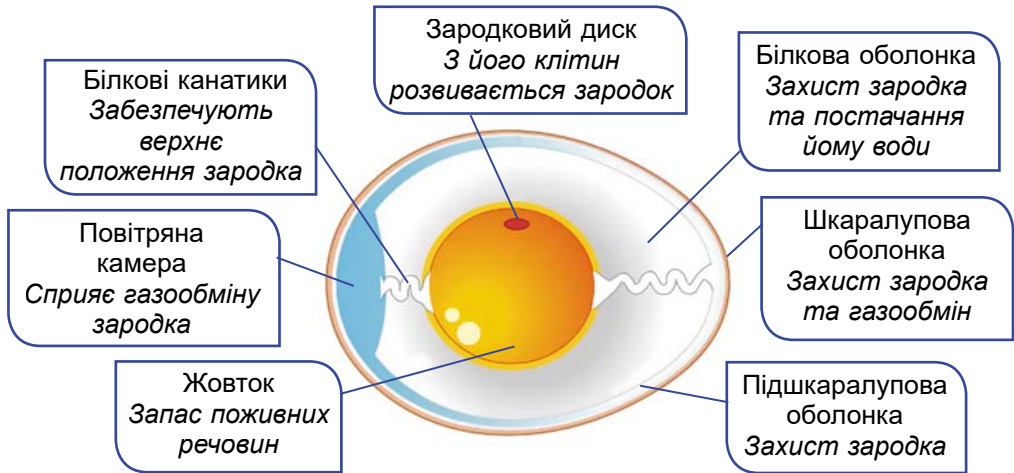 Зародковий диск
З його клітин
розвивається зародок
Білкові канатики
Забезпечують
верхнє
положення зародка
Білкова оболонка
Захист зародка
та постачання
йому води
Повітряна
камера
Сприяє газообміну
зародка
Шкаралупова
оболонка
Захист зародка
та газообмін
Жовток
Запас поживних
речовин
Підшкаралупова
оболонка
Захист зародка